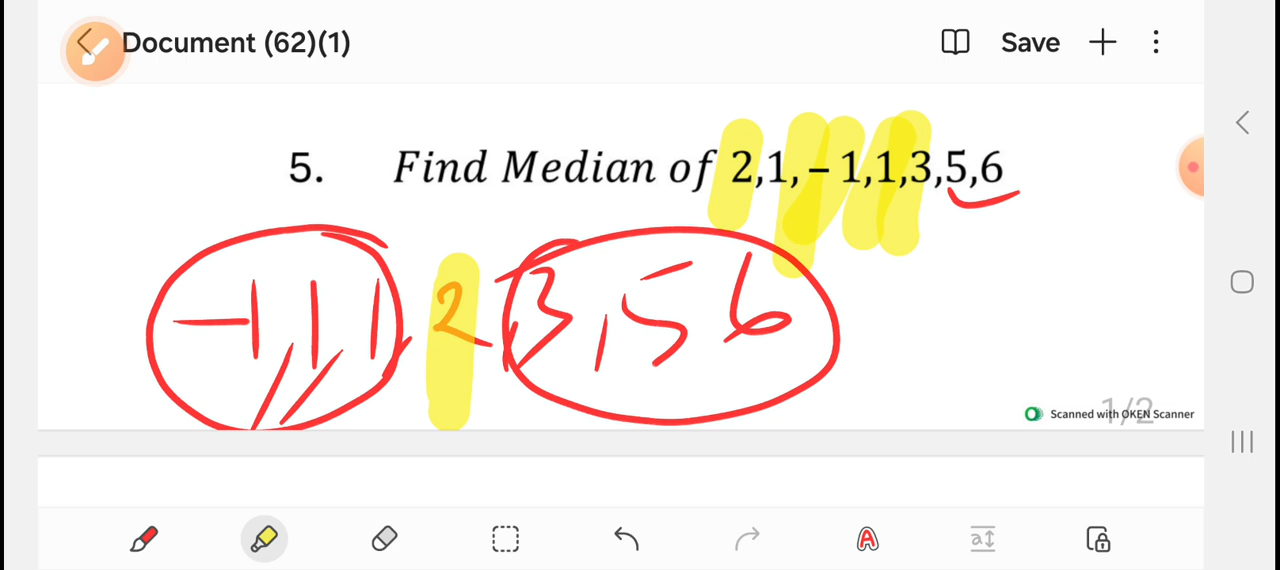 Document (62)(1) Save
5. Find Median of 2,1,−1,1,3,5,6
−1,1,1,2,3,5 6
Scanned with OKEN Scanner
1/2
A aI